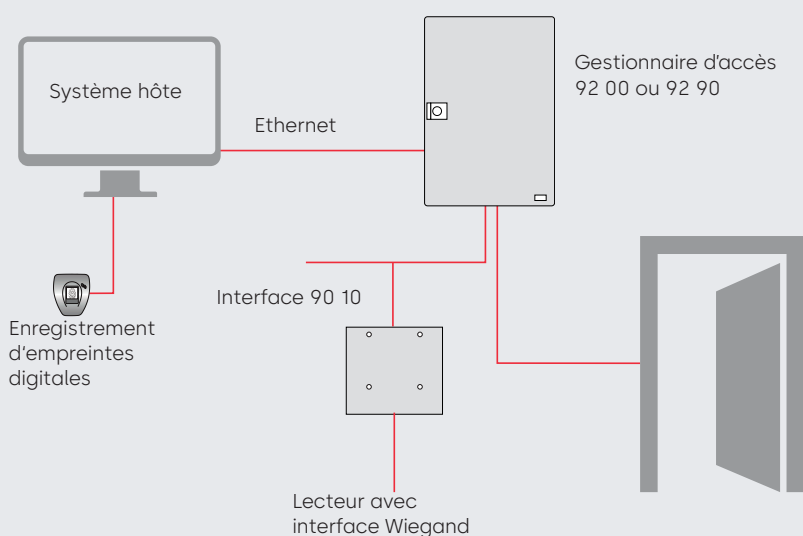 Système hôte
Ethernet
Gestionnaire d'accès
92 00 ou 92 90
Interface 90 10
Enregistrement
d'empreintes
digitales
Lecteur avec
interface Wiegand